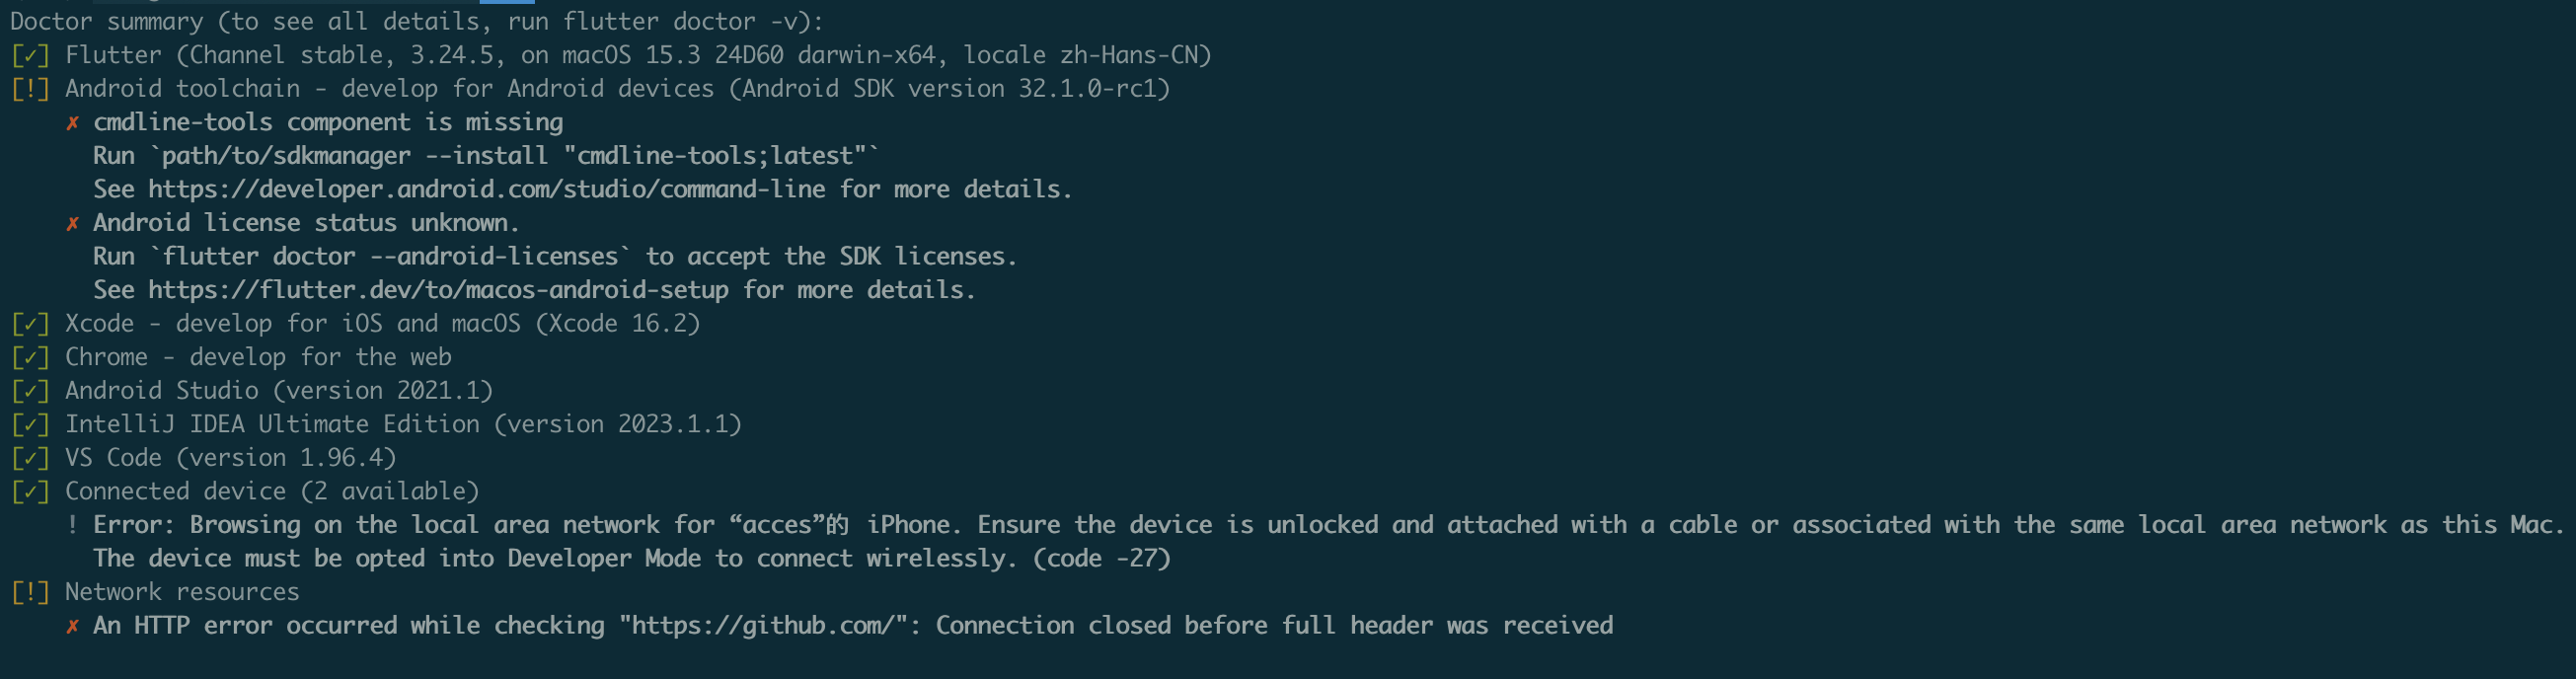 Doctor summary (to see all details, run flutter doctor -v):
[✓] Flutter (Channel stable, 3.24.5, on macOS 15.3 24D60 darwin-x64, locale zh-Hans-CN)
[!] Android toolchain - develop for Android devices (Android SDK version 32.1.0-rc1)
    ✗ cmdline-tools component is missing
      Run `path/to/sdkmanager --install "cmdline-tools;latest"`
      See https://developer.android.com/studio/command-line for more details.
    ✗ Android license status unknown.
      Run `flutter doctor --android-licenses` to accept the SDK licenses.
      See https://flutter.dev/to/macos-android-setup for more details.
[✓] Xcode - develop for iOS and macOS (Xcode 16.2)
[✓] Chrome - develop for the web
[✓] Android Studio (version 2021.1)
[✓] IntelliJ IDEA Ultimate Edition (version 2023.1.1)
[✓] VS Code (version 1.96.4)
[✓] Connected device (2 available)
    ! Error: Browsing on the local area network for “acces”的 iPhone. Ensure the device is unlocked and attached with a cable or associated with the same local area network as this Mac.
      The device must be opted into Developer Mode to connect wirelessly. (code -27)
[!] Network resources
    ✗ An HTTP error occurred while checking "https://github.com/": Connection closed before full header was received